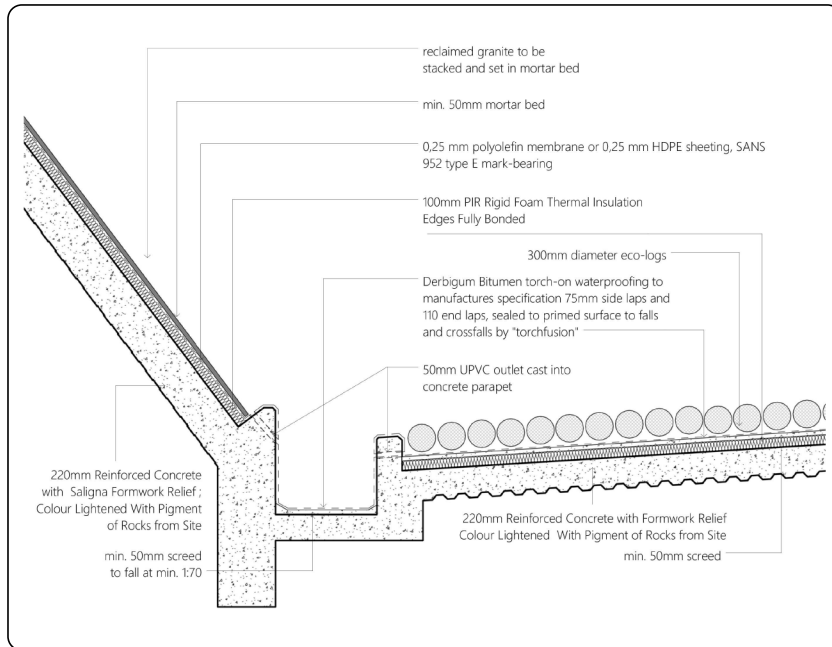 reclaimed granite to be
stacked and set in mortar bed
min. 50mm mortar bed
0,25 mm polyolefin membrane or 0,25 mm HDPE sheeting, SANS
952 type E mark-bearing
100mm PIR Rigid Foam Thermal Insulation
Edges Fully Bonded
300mm diameter eco-logs
Derbigum Bitumen torch-on waterproofing to
manufactures specification 75mm side laps and
110 end laps, sealed to primed surface to falls
and crossfalls by "torchfusion"
50mm UPVC outlet cast into
concrete parapet
220mm Reinforced Concrete
with Saligna Formwork Relief ;
Colour Lightened With Pigment
of Rocks from Site
min. 50mm screed
to fall at min. 1:70
220mm Reinforced Concrete with Formwork Relief
Colour Lightened With Pigment of Rocks from Site
min. 50mm screed